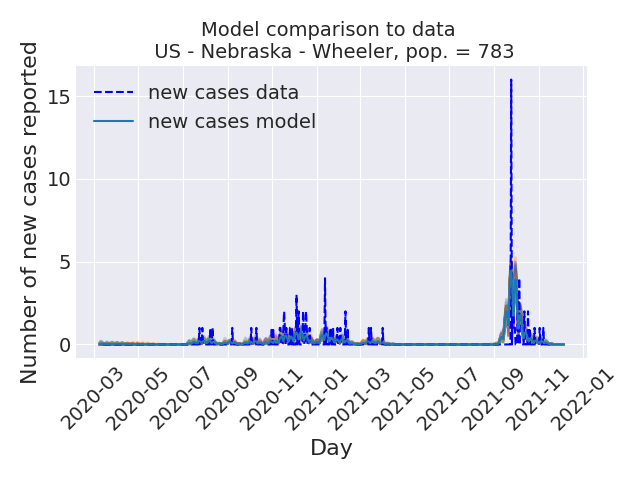 Model comparison to data
US - Nebraska - Wheeler, pop. = 783
Number of new cases reported
15
10
5
0
new cases data
new cases model
2020-03
2020-05
2020-07
2020-09
2020-11
2021-01
2021-03
2021-05
2021-07
2021-09
2021-11
2022-01
Day